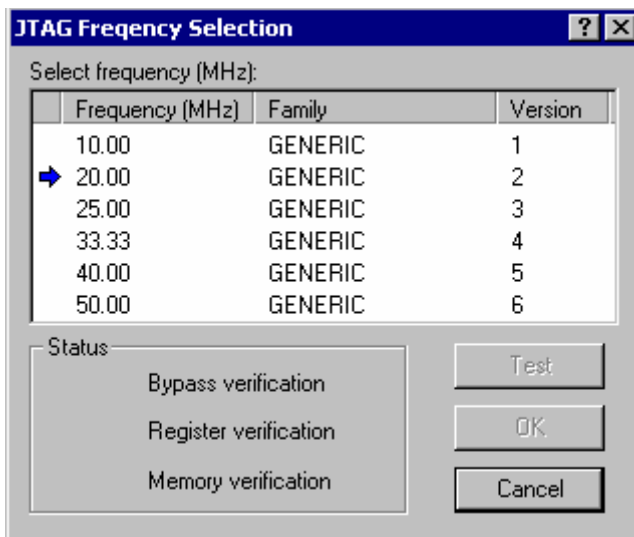 JTAG Freqency Selection
Select frequency (MHz):
Frequency (MHz) Family Version
10.00 GENERIC 1
20.00 GENERIC 2
25.00 GENERIC 3
33.33 GENERIC 4
40.00 GENERIC 5
50.00 GENERIC 6
Status
Bypass verification
Register verification
Memory verification
Test
OK
Cancel